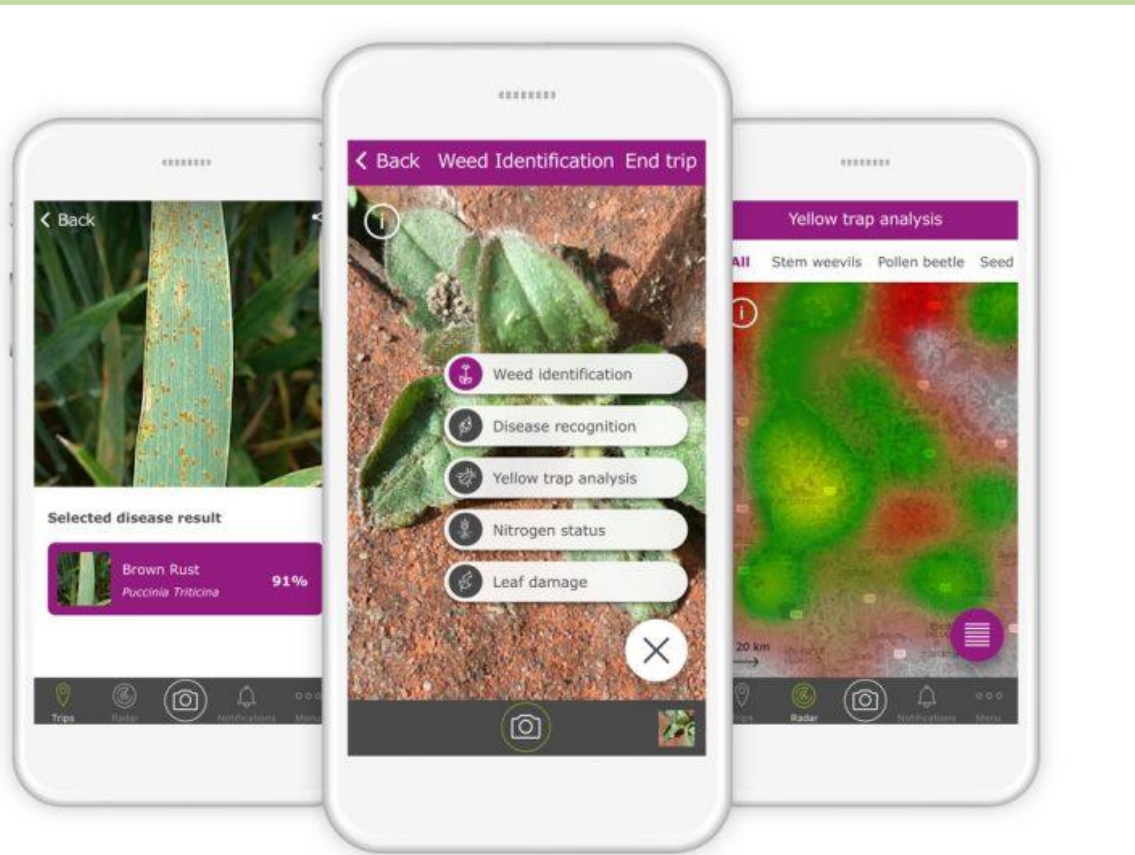 Back
Selected disease result
Brown Rust
Puccinia Triticina
91%
Trips
Radar
Notifications
Menu
Back Weed Identification End trip
i
Weed identification
Disease recognition
Yellow trap analysis
Nitrogen status
Leaf damage
Yellow trap analysis
All Stem weevils Pollen beetle Seed
i
20 km
Trips
Radar
Notifications
Menu